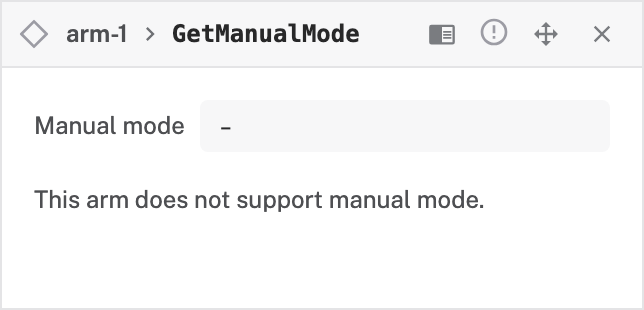 arm-1 > GetManualMode
Manual mode –
This arm does not support manual mode.